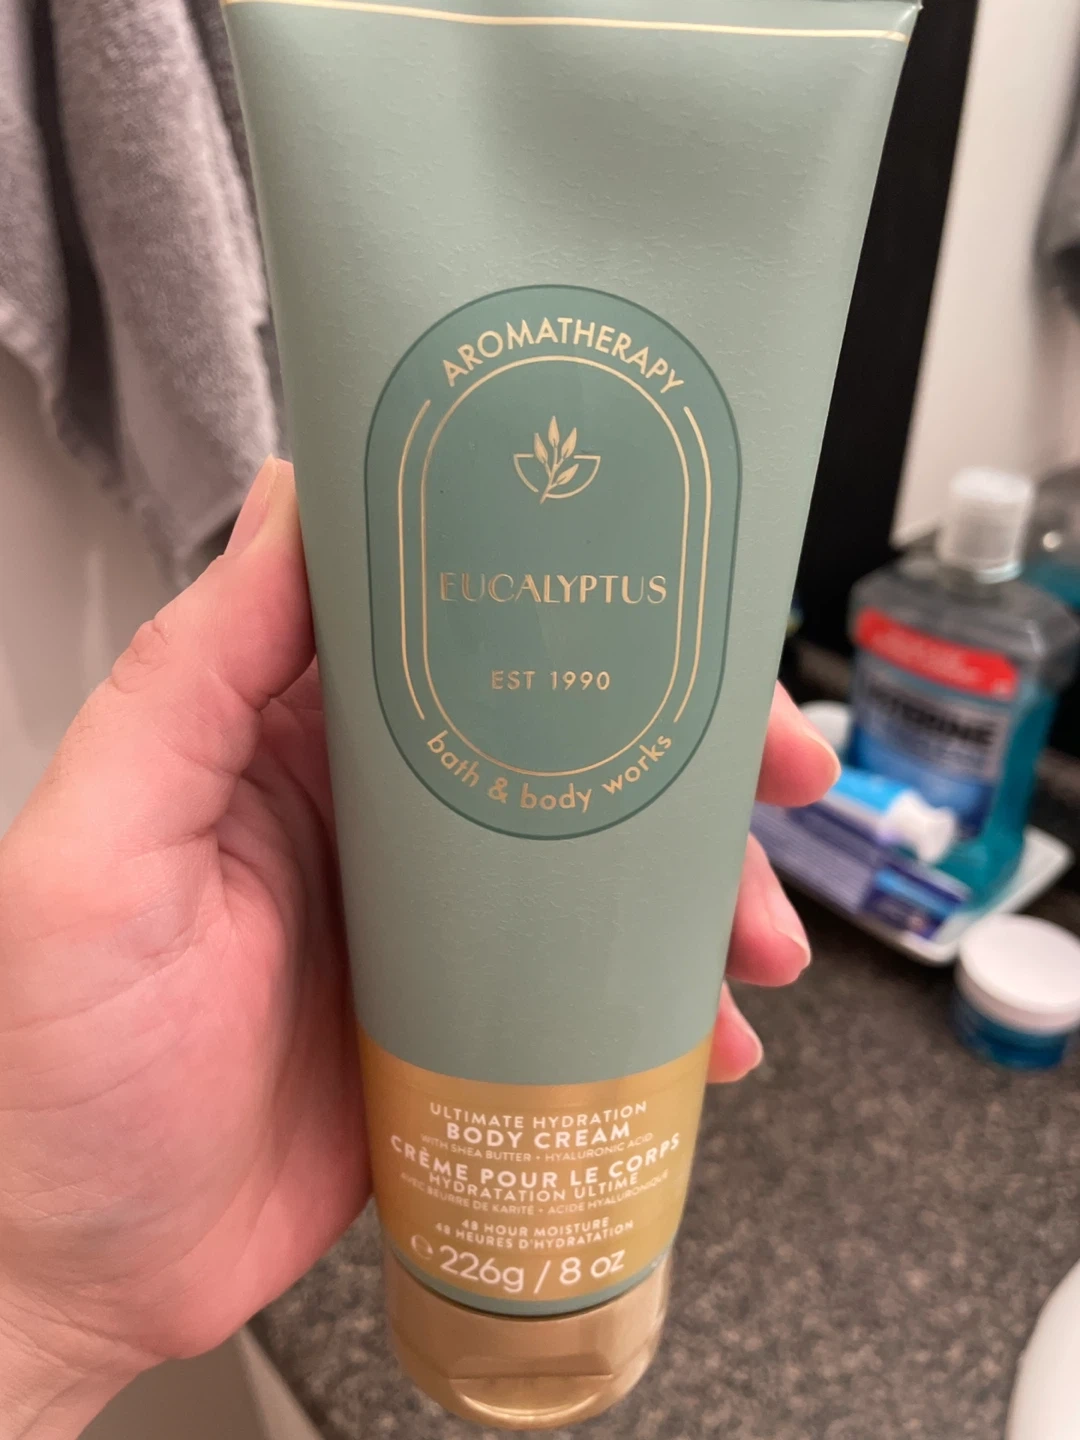 AROMATHERAPY
EUCALYPTUS
EST 1990
bath & body works
ULTIMATE HYDRATION
BODY CREAM
WITH SHEA BUTTER • HYALURONIC ACID
CRÈME POUR LE CORPS
HYDRATATION ULTIME
AVEC BEURRE DE KARITÉ • ACIDE HYALURONIQUE
48 HOUR MOISTURE
48 HEURES D'HYDRATATION
℮ 226g / 8 oz